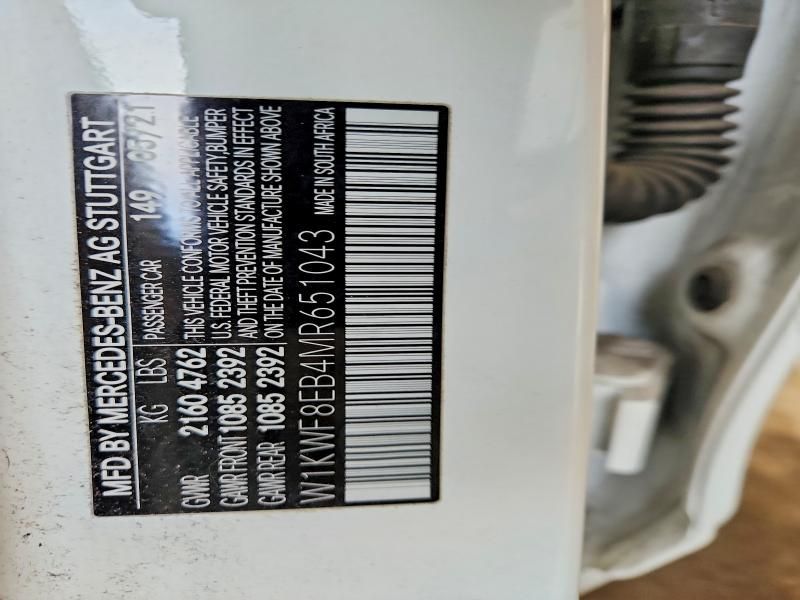 MFD BY MERCEDES-BENZ AG STUTTGART
KG LBS PASSENGER CAR 149 05/21
GVWR 2160 4762 THIS VEHICLE CONFORMS TO ALL APPLICABLE
GAWR FRONT 1085 2392 U.S. FEDERAL MOTOR VEHICLE SAFETY, BUMPER
GAWR REAR 1085 2392 AND THEFT PREVENTION STANDARDS IN EFFECT
ON THE DATE OF MANUFACTURE SHOWN ABOVE
W1KWF8EB4MR651043 MADE IN SOUTH AFRICA